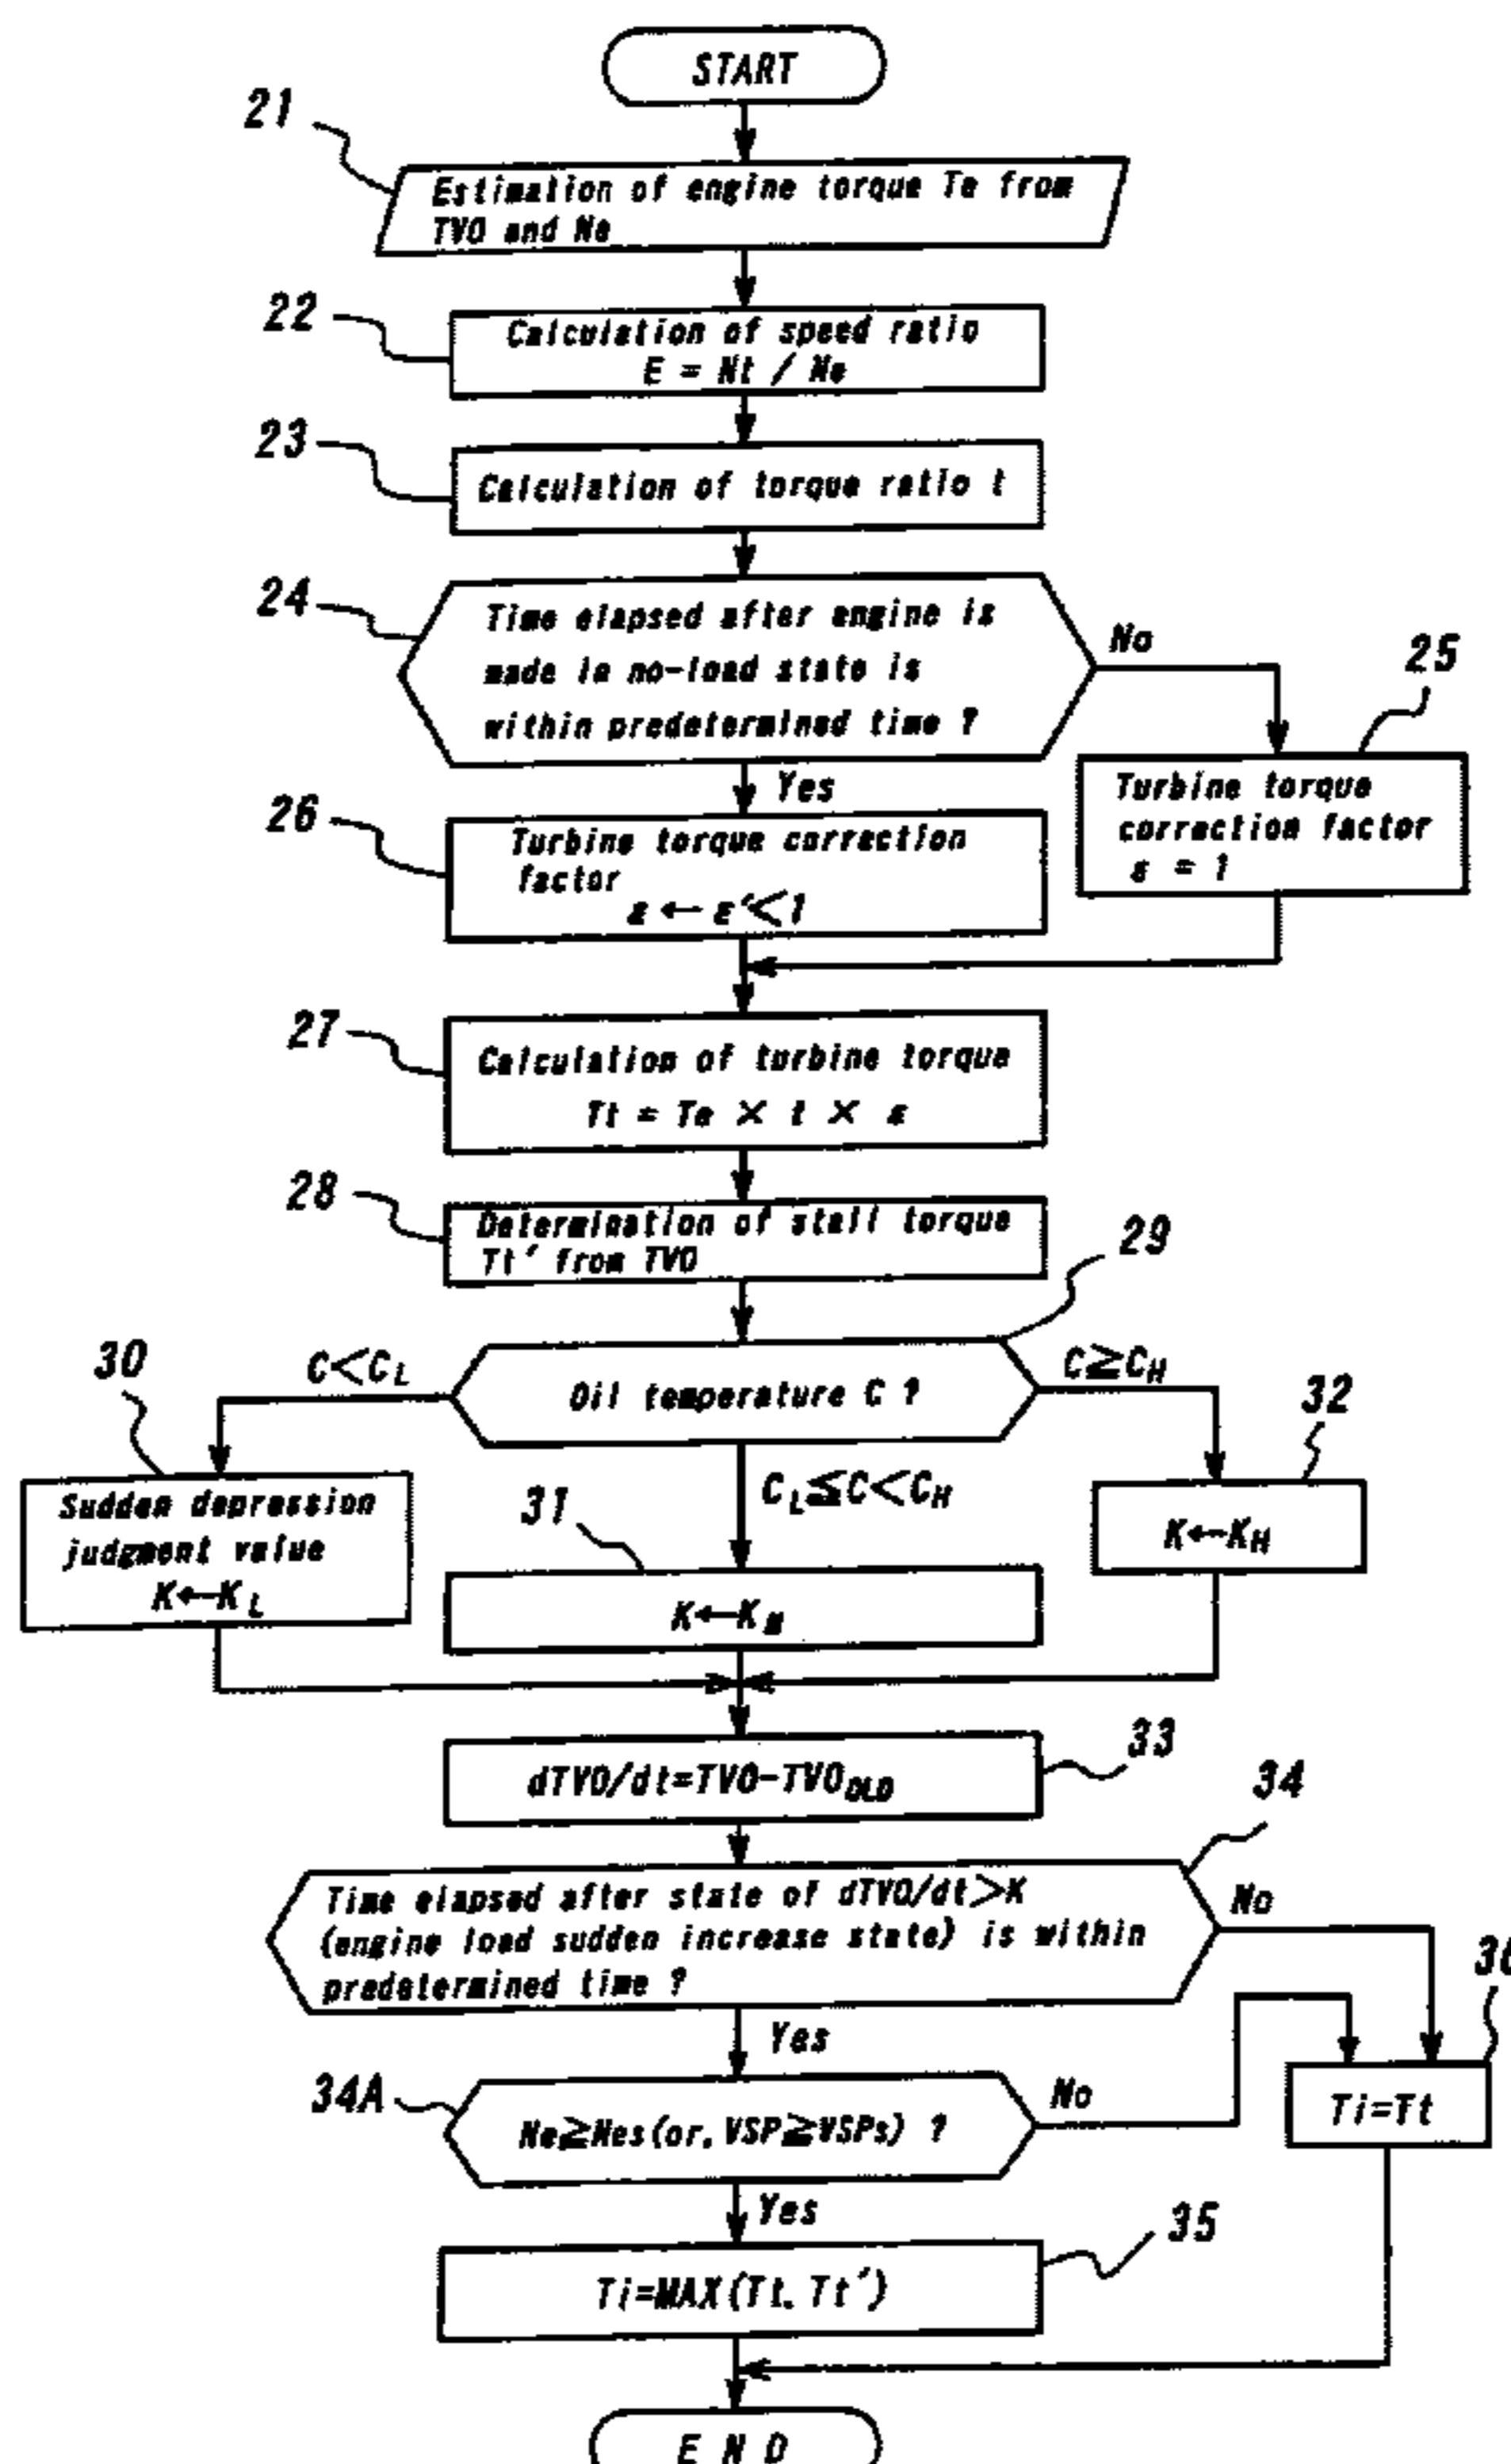 START
21
Estimation of engine torque Te from
TVO and Ne
22
Calculation of speed ratio
E = Nt / Ne
23
Calculation of torque ratio t
24
Time elapsed after engine is
made in no-load state is
within predetermined time ?
No
25
Yes
Turbine torque
correction factor
ε = 1
26
Turbine torque correction
factor
ε ← ε′<1
27
Calculation of turbine torque
Tt = Te × t × ε
28
Determination of stall torque
Tt′ from TVO
29
30
C<CL
Oil temperature C ?
C≧CH
32
Sudden depression
judgment value
K←KL
31
CL≦C<CH
K←KH
K←KM
33
dTVO/dt=TVO-TVOOLD
34
Time elapsed after state of dTVO/dt>K
(engine load sudden increase state) is within
predetermined time ?
No
36
Yes
34A
Ne≧Nes(or, VSP≧VSPs) ?
No
Ti=Tt
Yes
35
Ti=MAX(Tt, Tt′)
END